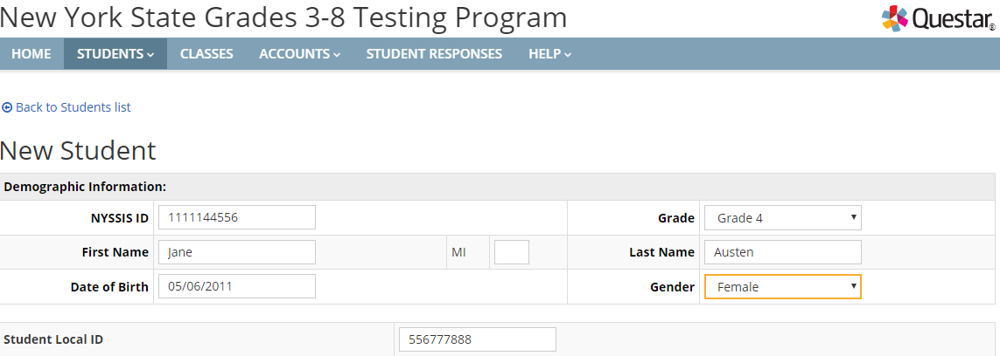 New York State Grades 3-8 Testing Program
Questar®
HOME STUDENTS CLASSES ACCOUNTS STUDENT RESPONSES HELP
Back to Students list
New Student
Demographic Information:
NYSSIS ID 1111144556 Grade Grade 4
First Name Jane MI Last Name Austen
Date of Birth 05/06/2011 Gender Female
Student Local ID 556777888